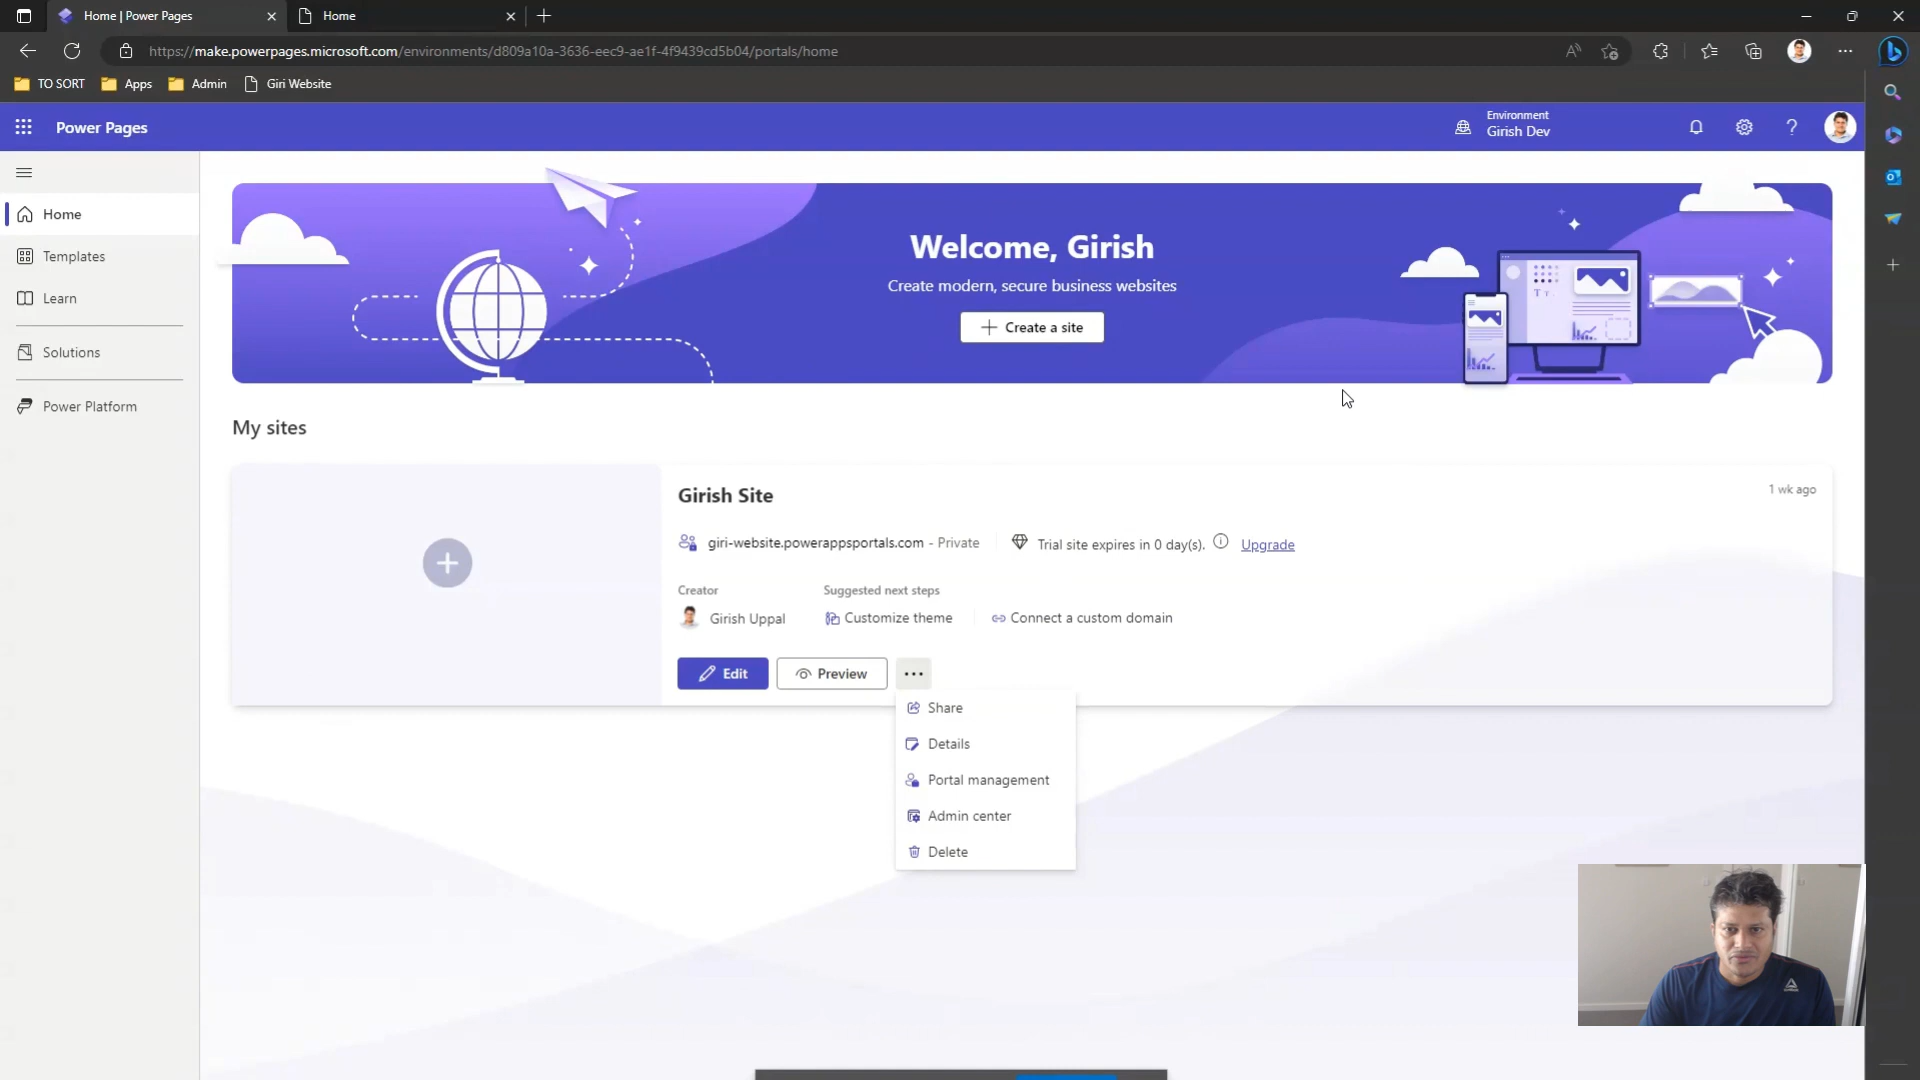 Home | Power Pages
Home
https://make.powerpages.microsoft.com/environments/d809a10a-3636-eec9-ae1f-4f9439cd5b04/portals/home
TO SORT
Apps
Admin
Giri Website
Power Pages
Environment
Girish Dev
Home
Templates
Learn
Solutions
Power Platform
Welcome, Girish
Create modern, secure business websites
Create a site
My sites
Girish Site
1 wk ago
giri-website.powerappsportals.com - Private
Trial site expires in 0 day(s).
Upgrade
Creator
Suggested next steps
Girish Uppal
Customize theme
Connect a custom domain
Edit
Preview
Share
Details
Portal management
Admin center
Delete